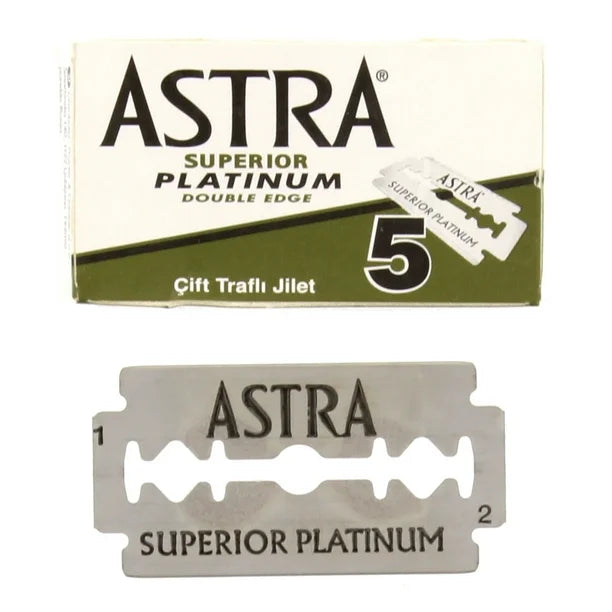 ASTRA®
SUPERIOR
PLATINUM
DOUBLE EDGE
ASTRA
SUPERIOR PLATINUM
5
Çift Traflı Jilet
ASTRA
1
2
SUPERIOR PLATINUM